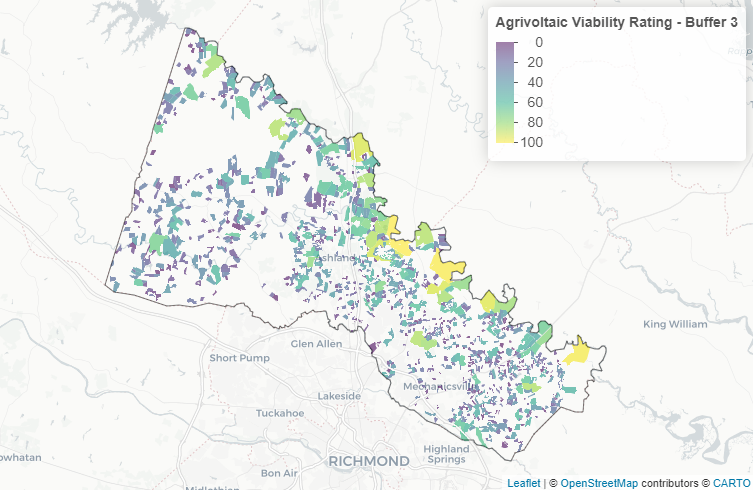 Agrivoltaic Viability Rating - Buffer 3
0
20
40
60
80
100
Ashland
King William
Glen Allen
Short Pump
Mechanicsville
Lakeside
Tuckahoe
Highland
Springs
RICHMOND
Bon Air
Midlothian
Leaflet | © OpenStreetMap contributors © CARTO